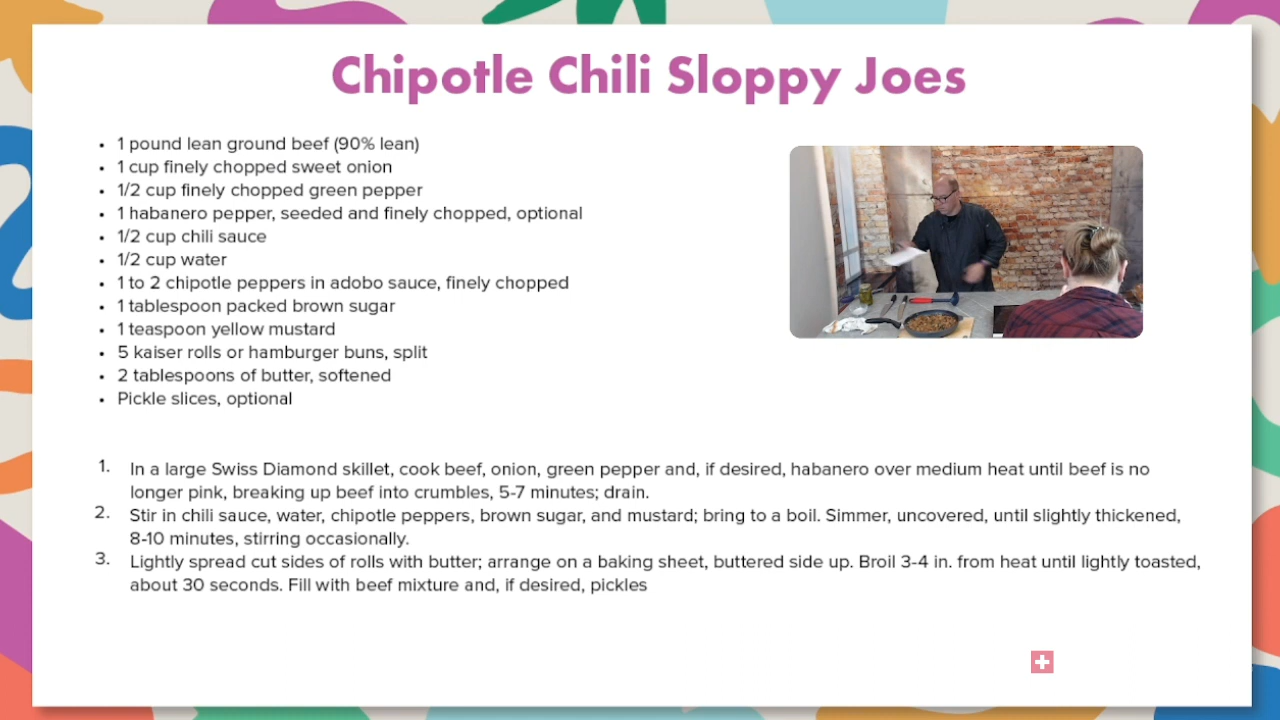 Chipotle Chili Sloppy Joes
• 1 pound lean ground beef (90% lean)
• 1 cup finely chopped sweet onion
• 1/2 cup finely chopped green pepper
• 1 habanero pepper, seeded and finely chopped, optional
• 1/2 cup chili sauce
• 1/2 cup water
• 1 to 2 chipotle peppers in adobo sauce, finely chopped
• 1 tablespoon packed brown sugar
• 1 teaspoon yellow mustard
• 5 kaiser rolls or hamburger buns, split
• 2 tablespoons of butter, softened
• Pickle slices, optional
1. In a large Swiss Diamond skillet, cook beef, onion, green pepper and, if desired, habanero over medium heat until beef is no
longer pink, breaking up beef into crumbles, 5-7 minutes; drain.
2. Stir in chili sauce, water, chipotle peppers, brown sugar, and mustard; bring to a boil. Simmer, uncovered, until slightly thickened,
8-10 minutes, stirring occasionally.
3. Lightly spread cut sides of rolls with butter; arrange on a baking sheet, buttered side up. Broil 3-4 in. from heat until lightly toasted,
about 30 seconds. Fill with beef mixture and, if desired, pickles